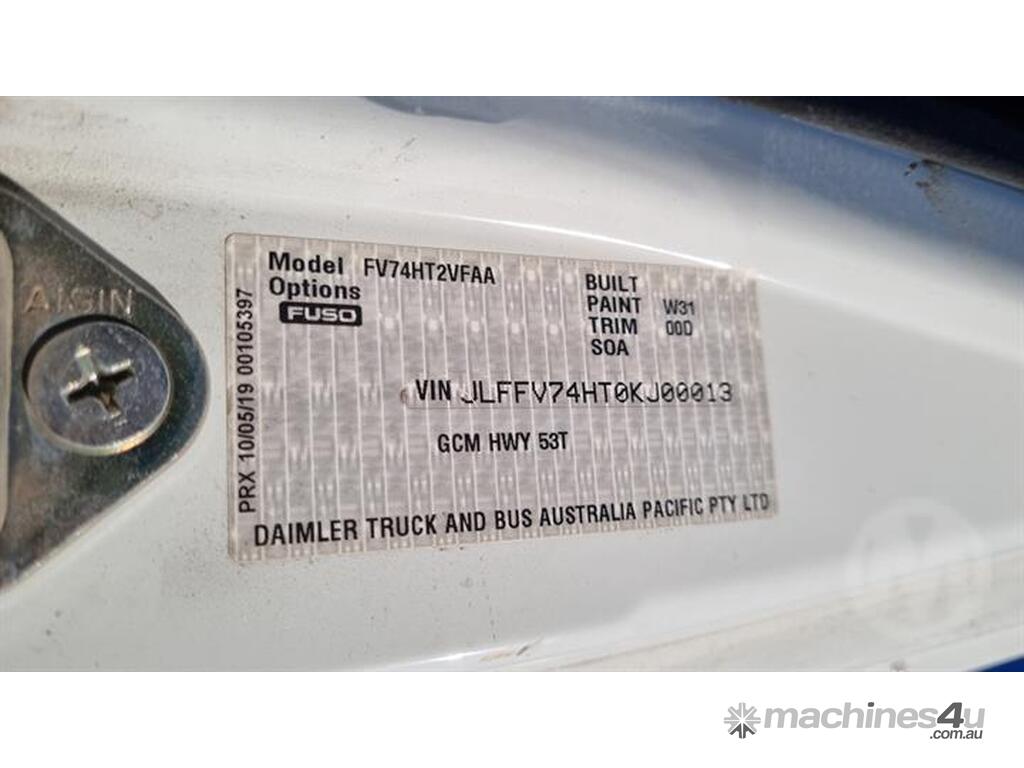 AISIN
Model FV74HT2VFAA
Options
FUSO
BUILT
PAINT W31
TRIM 00D
SOA
VIN JLFFV74HT0KJ00013
GCM HWY 53T
DAIMLER TRUCK AND BUS AUSTRALIA PACIFIC PTY LTD
PRX 10/05/19 00105397
M
machines4u
.com.au